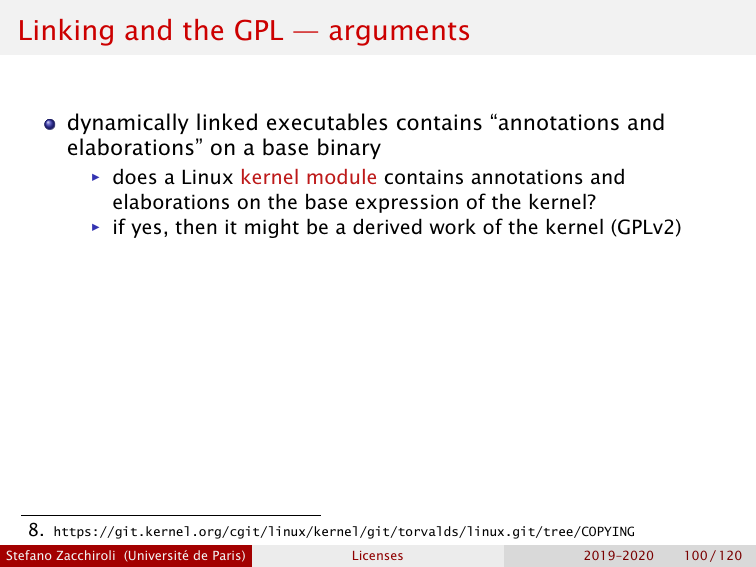 Linking and the GPL — arguments
dynamically linked executables contains “annotations and
elaborations” on a base binary
does a Linux kernel module contains annotations and
elaborations on the base expression of the kernel?
if yes, then it might be a derived work of the kernel (GPLv2)
8. https://git.kernel.org/cgit/linux/kernel/git/torvalds/linux.git/tree/COPYING
Stefano Zacchiroli (Université de Paris) Licenses 2019–2020 100 / 120